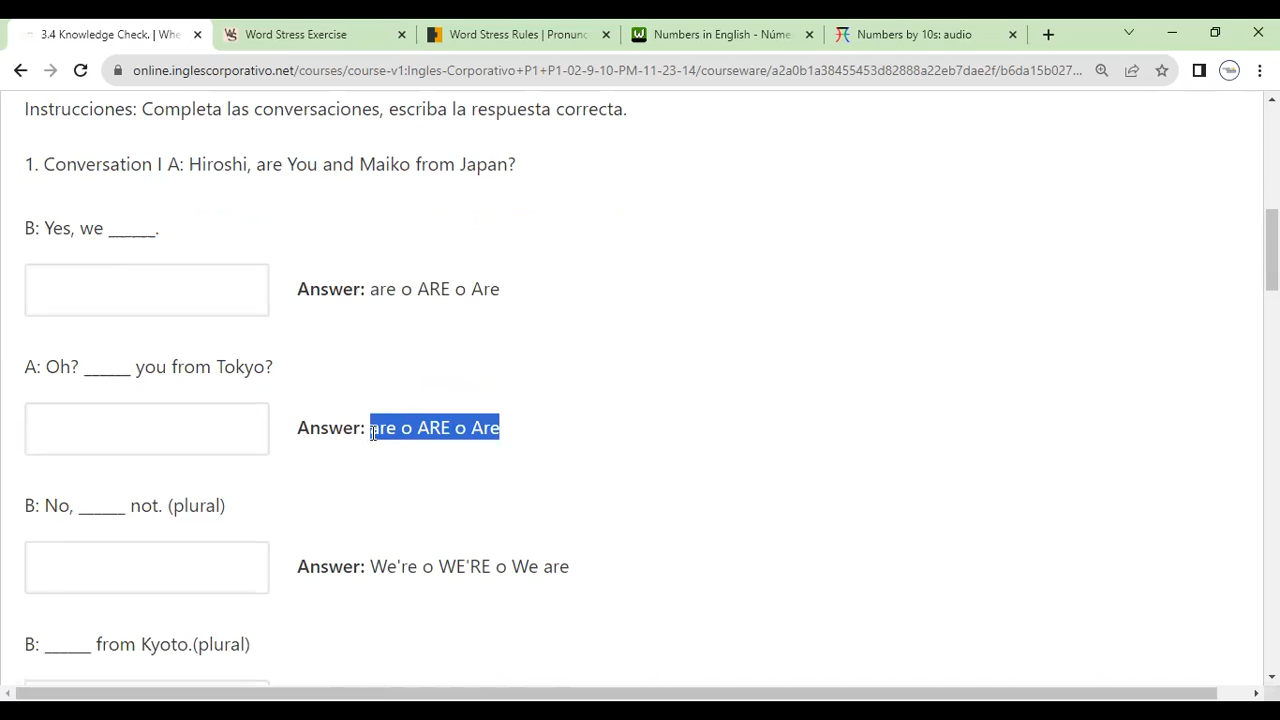 3.4 Knowledge Check. | Whe
Word Stress Exercise
Word Stress Rules | Pronunc
Numbers in English - Núme
Numbers by 10s: audio
online.inglescorporativo.net/courses/course-v1:Ingles-Corporativo+P1+P1-02-9-10-PM-11-23-14/courseware/a2a0b1a38455453d82888a22eb7dae2f/b6da15b027...
Instrucciones: Completa las conversaciones, escriba la respuesta correcta.
1. Conversation I A: Hiroshi, are You and Maiko from Japan?
B: Yes, we ______.
Answer: are o ARE o Are
A: Oh? ______ you from Tokyo?
Answer: are o ARE o Are
B: No, ______ not. (plural)
Answer: We're o WE'RE o We are
B: ______ from Kyoto.(plural)